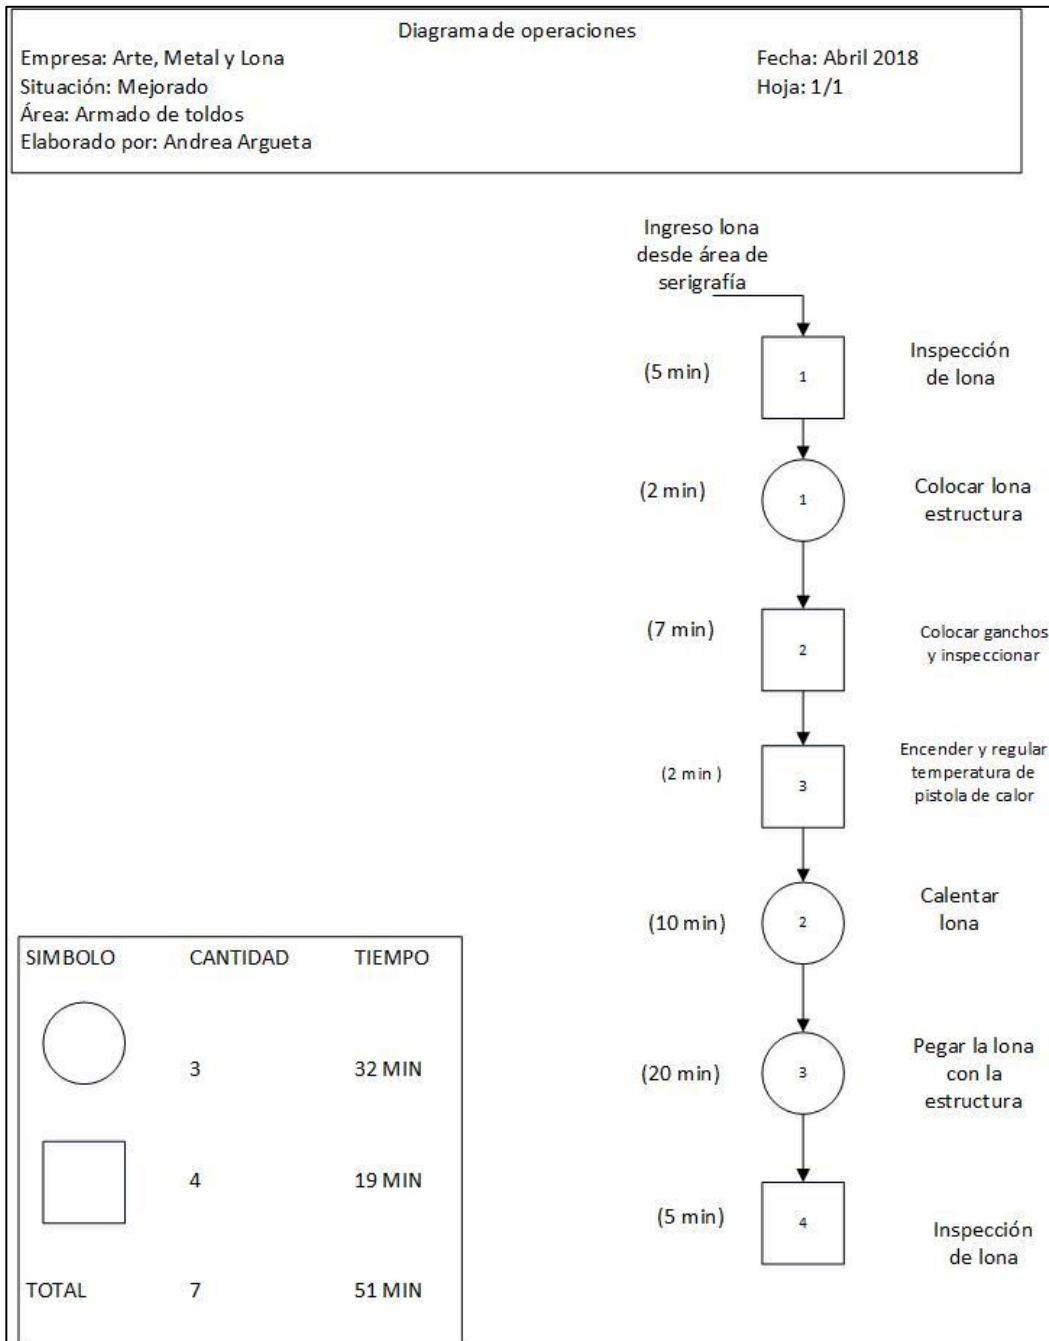 Diagrama de operaciones
Empresa: Arte, Metal y Lona
Fecha: Abril 2018
Situación: Mejorado
Hoja: 1/1
Área: Armado de toldos
Elaborado por: Andrea Argueta
Ingreso lona
desde área de
serigrafía
(5 min)
1
Inspección
de lona
(2 min)
1
Colocar lona
estructura
(7 min)
2
Colocar ganchos
y inspeccionar
(2 min )
3
Encender y regular
temperatura de
pistola de calor
(10 min)
2
Calentar
lona
(20 min)
3
Pegar la lona
con la
estructura
(5 min)
4
Inspección
de lona
SIMBOLO CANTIDAD TIEMPO
3 32 MIN
4 19 MIN
TOTAL 7 51 MIN